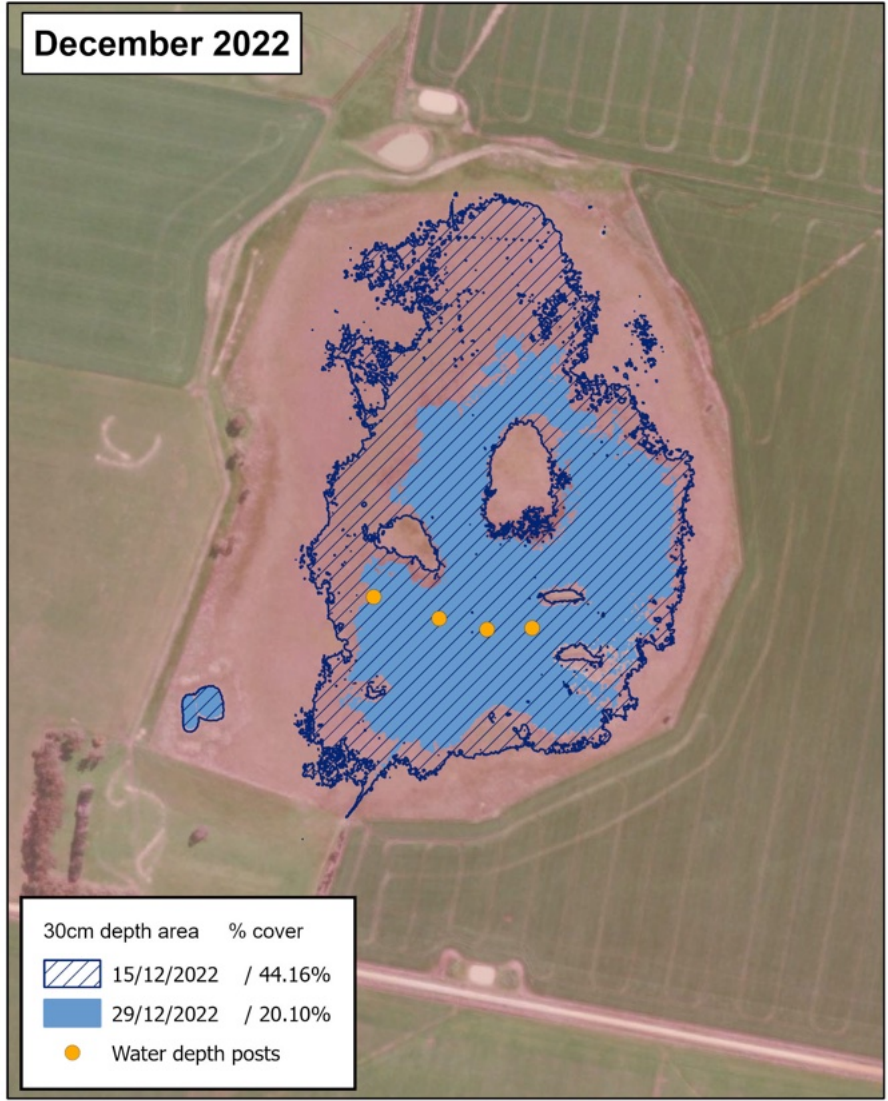 December 2022
30cm depth area % cover
15/12/2022 / 44.16%
29/12/2022 / 20.10%
Water depth posts